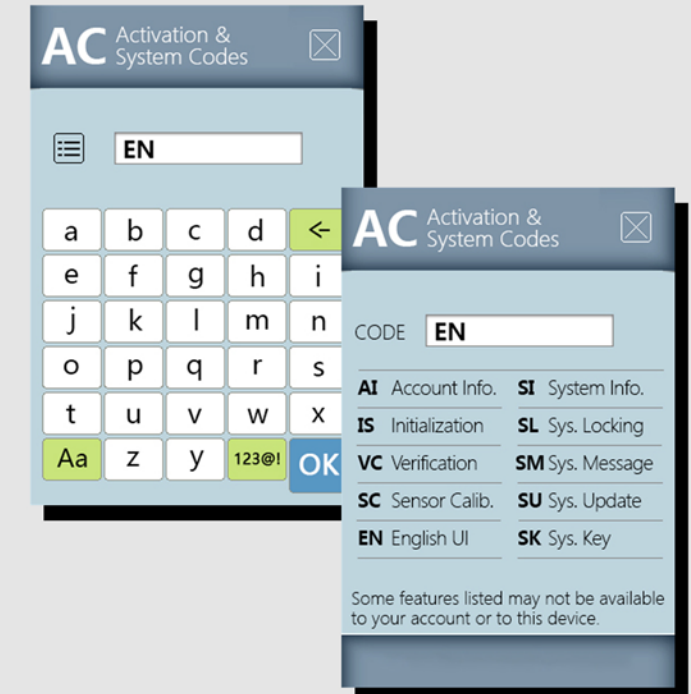 AC Activation &
System Codes
EN
a b c d <-
e f g h i
j k l m n
o p q r s
t u v w x
Aa z y 123@! OK
AC Activation &
System Codes
CODE EN
AI Account Info. SI System Info.
IS Initialization SL Sys. Locking
VC Verification SM Sys. Message
SC Sensor Calib. SU Sys. Update
EN English UI SK Sys. Key
Some features listed may not be available
to your account or to this device.